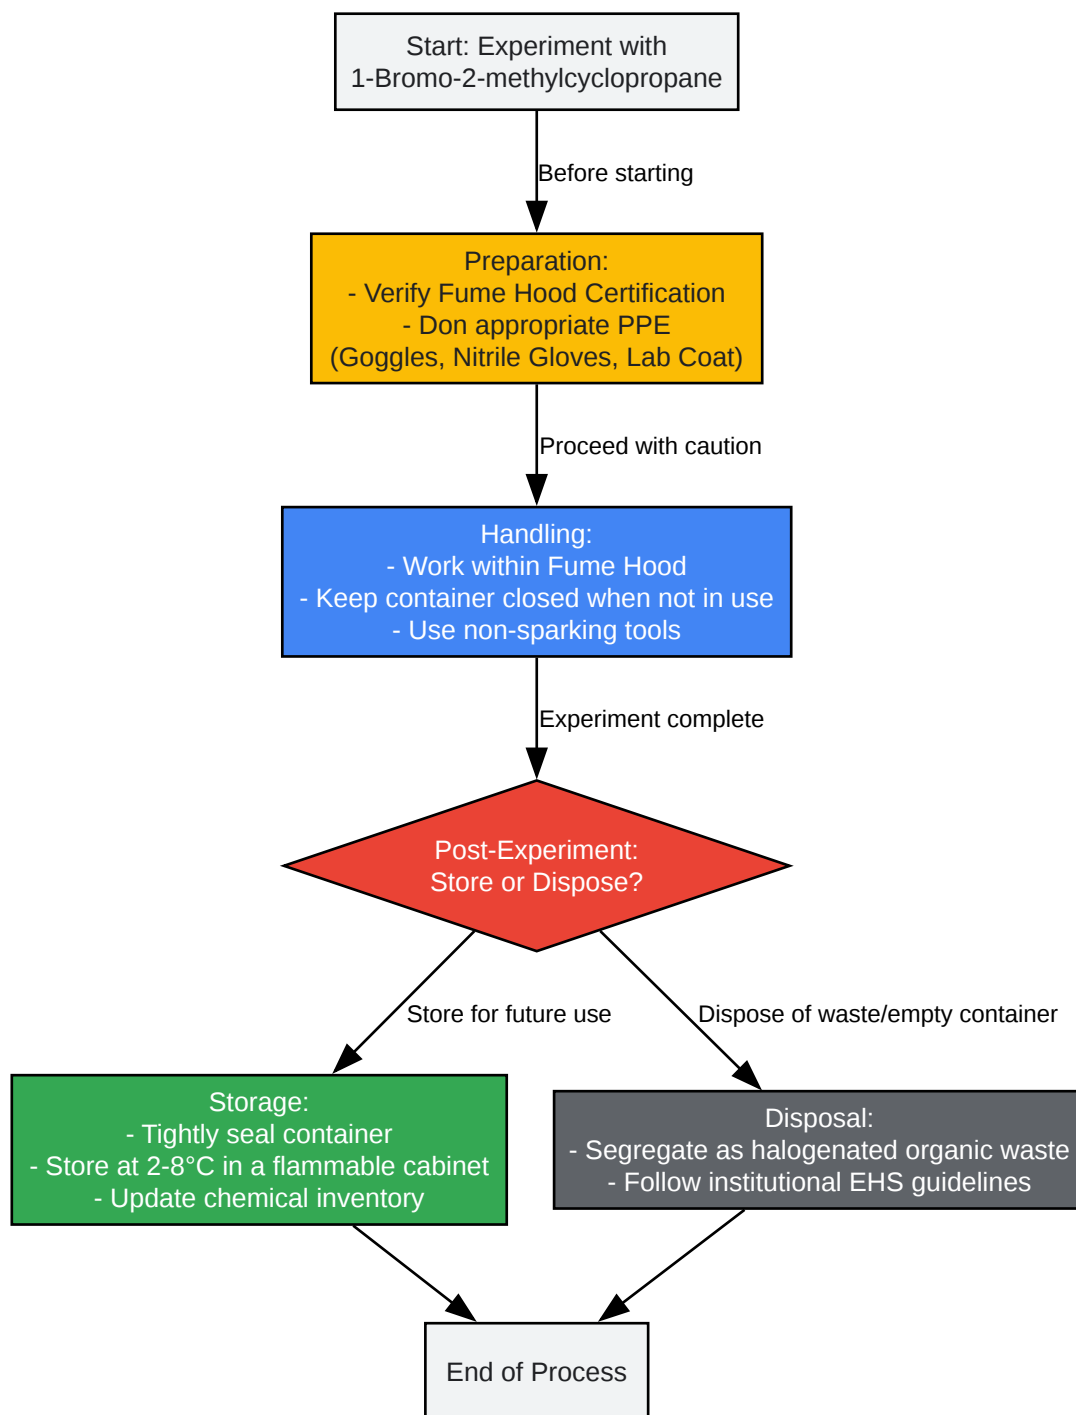 Start: Experiment with
1-Bromo-2-methylcyclopropane
Before starting
Preparation:
- Verify Fume Hood Certification
- Don appropriate PPE
(Goggles, Nitrile Gloves, Lab Coat)
Proceed with caution
Handling:
- Work within Fume Hood
- Keep container closed when not in use
- Use non-sparking tools
Experiment complete
Post-Experiment:
Store or Dispose?
Store for future use
Dispose of waste/empty container
Storage:
- Tightly seal container
- Store at 2-8°C in a flammable cabinet
- Update chemical inventory
Disposal:
- Segregate as halogenated organic waste
- Follow institutional EHS guidelines
End of Process